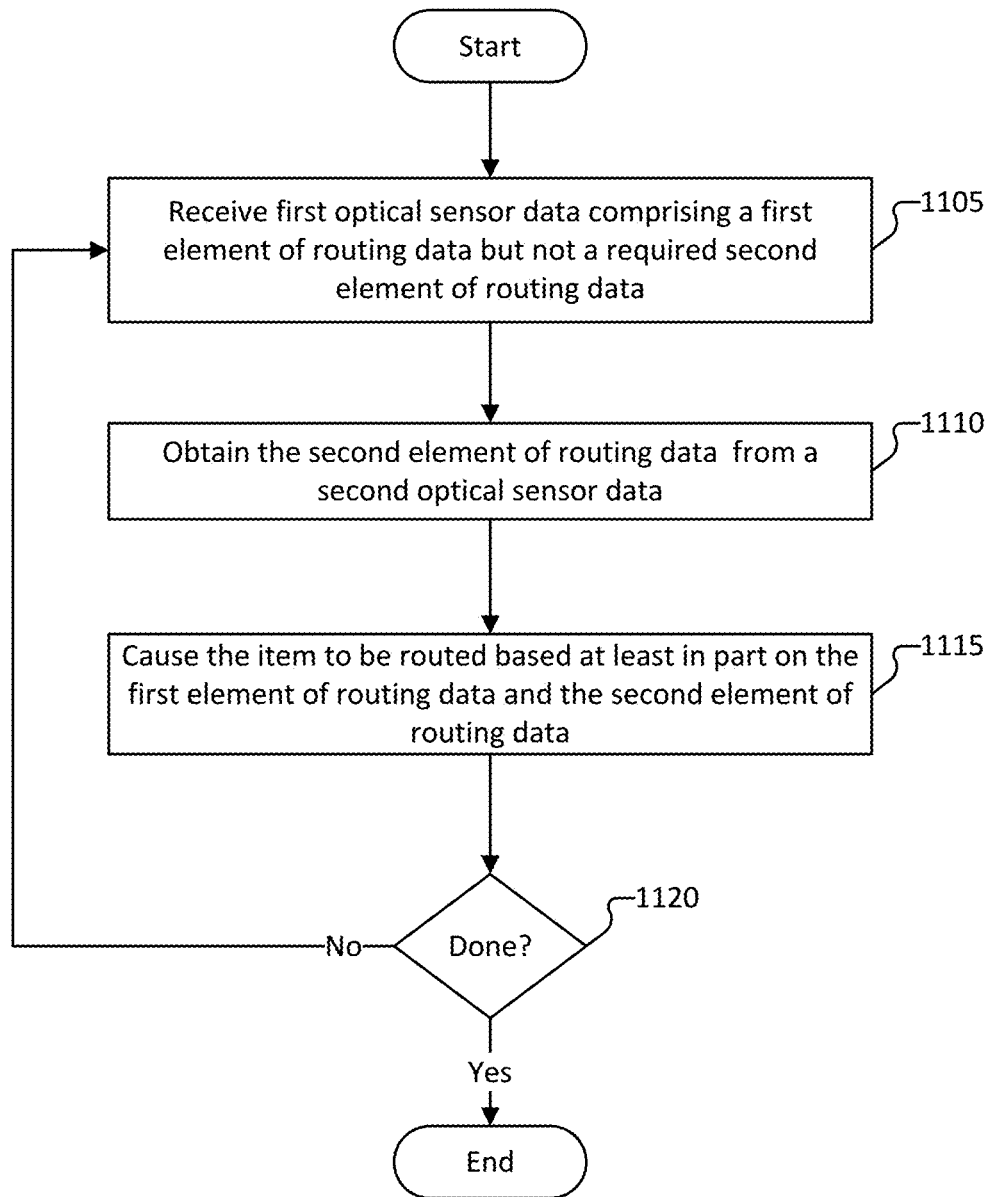 Start
Receive first optical sensor data comprising a first
element of routing data but not a required second
element of routing data
1105
Obtain the second element of routing data from a
second optical sensor data
1110
Cause the item to be routed based at least in part on the
first element of routing data and the second element of
routing data
1115
Done?
1120
No
Yes
End